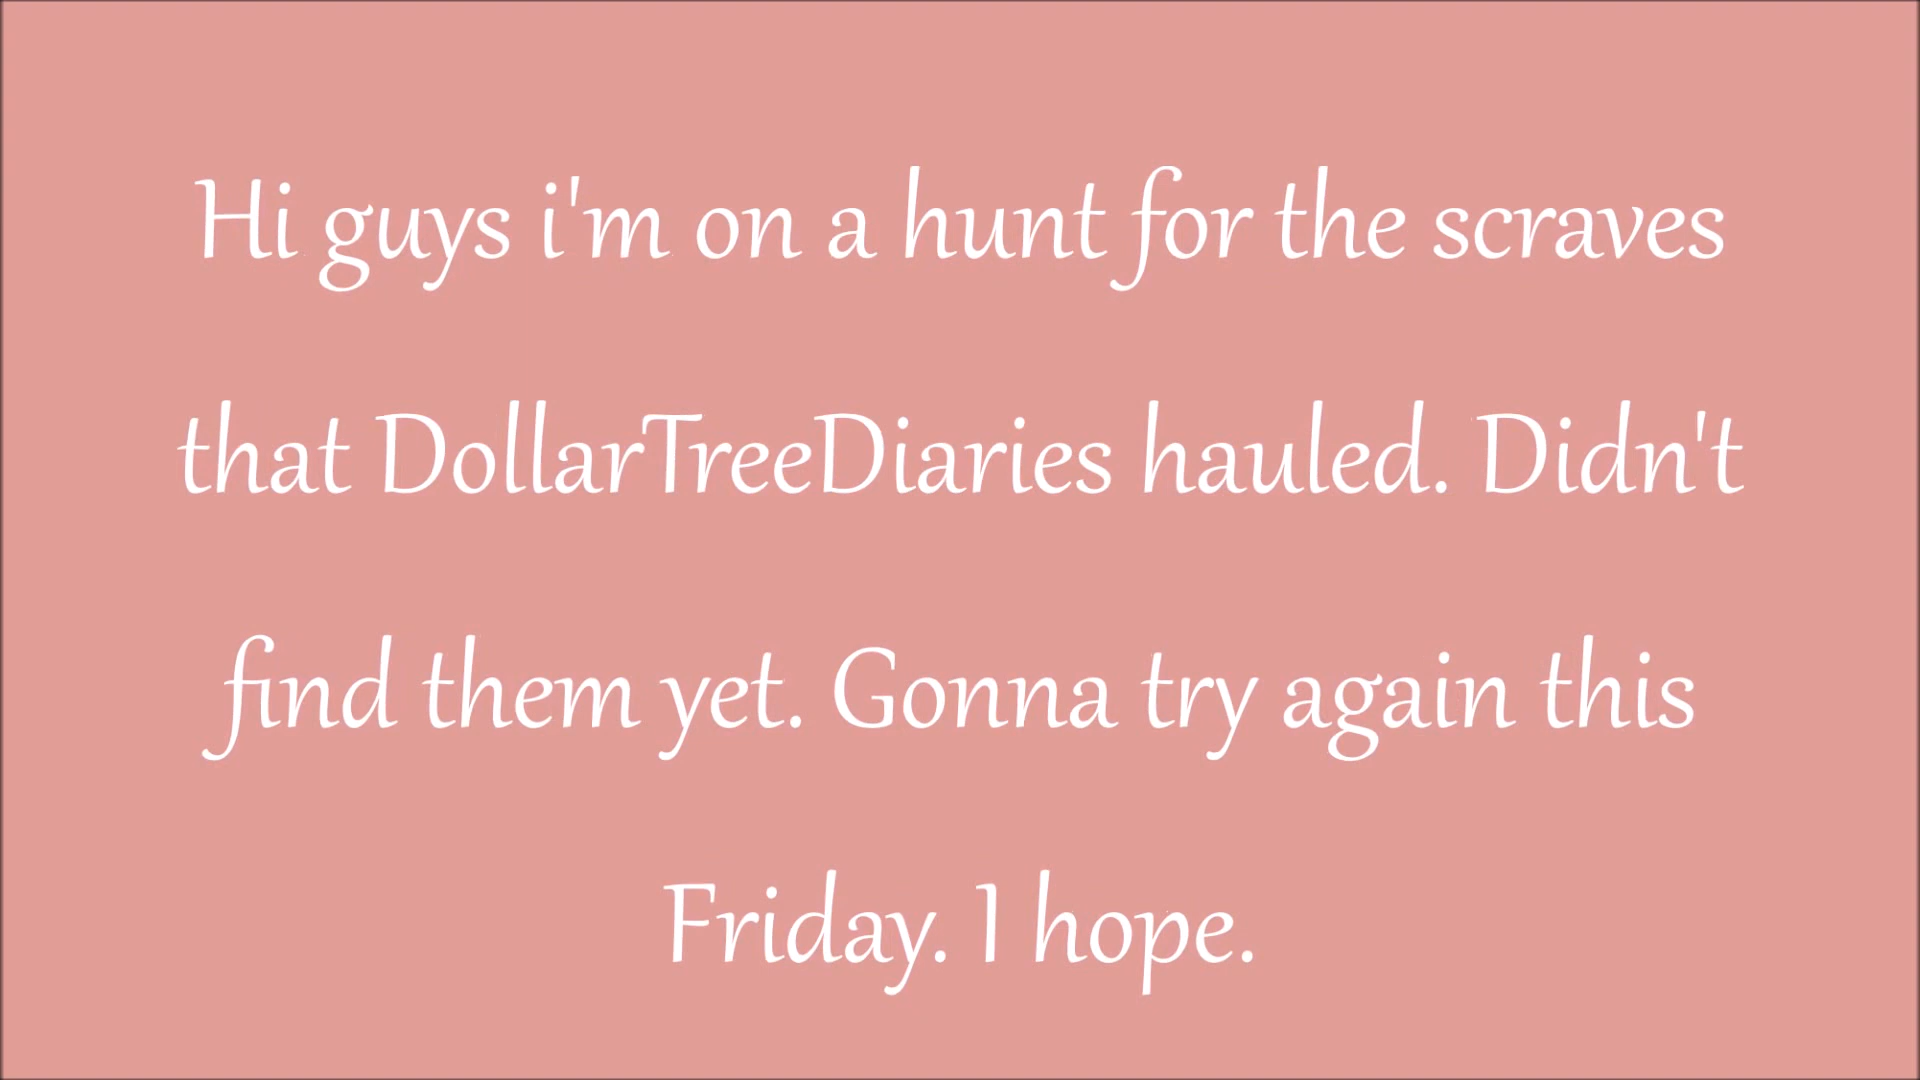 Hi guys i'm on a hunt for the scraves
that DollarTreeDiaries hauled. Didn't
find them yet. Gonna try again this
Friday. I hope.